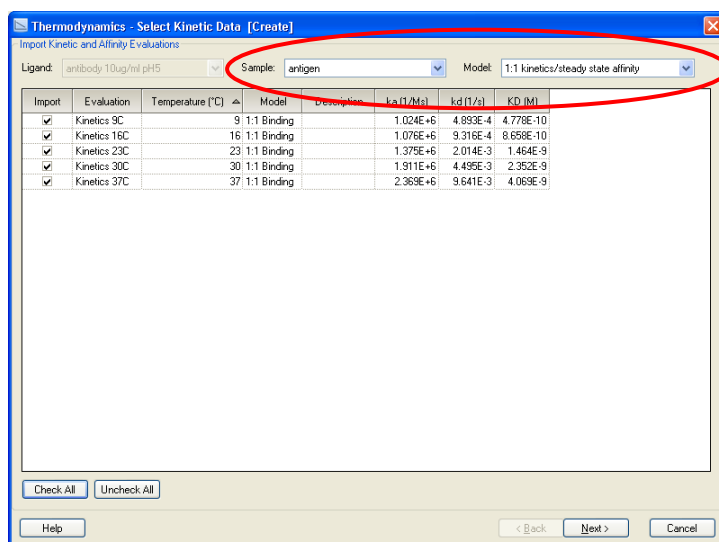 Thermodynamics - Select Kinetic Data [Create]
Import Kinetic and Affinity Evaluations
Ligand: antibody 10ug/ml pH5 Sample: antigen Model: 1:1 kinetics/steady state affinity
Import Evaluation Temperature (°C) Model Description ka (1/Ms) kd (1/s) KD (M)
Kinetics 9C 9 1:1 Binding 1.024E+6 4.893E-4 4.778E-10
Kinetics 16C 16 1:1 Binding 1.076E+6 9.316E-4 8.658E-10
Kinetics 23C 23 1:1 Binding 1.375E+6 2.014E-3 1.464E-9
Kinetics 30C 30 1:1 Binding 1.911E+6 4.495E-3 2.352E-9
Kinetics 37C 37 1:1 Binding 2.369E+6 9.641E-3 4.069E-9
Check All Uncheck All
Help < Back Next > Cancel